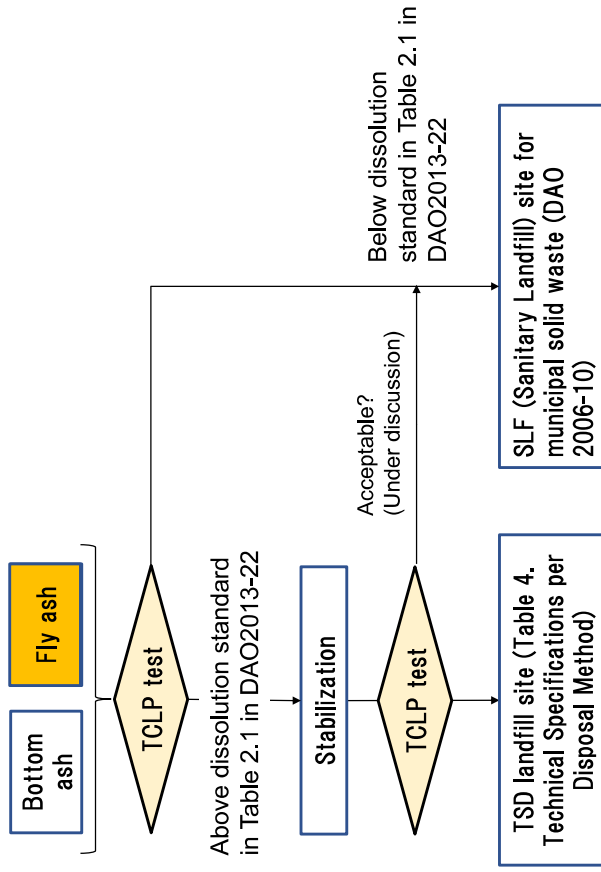 Bottom
ash
Fly ash
TCLP test
Above dissolution standard
in Table 2.1 in DAO2013-22
Stabilization
TCLP test
Acceptable?
(Under discussion)
Below dissolution
standard in Table 2.1 in
DAO2013-22
TSD landfill site (Table 4.
Technical Specifications per
Disposal Method)
SLF (Sanitary Landfill) site for
municipal solid waste (DAO
2006-10)